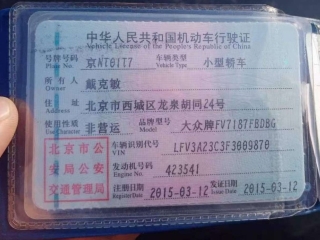 中华人民共和国机动车行驶证
Vehicle License of the People's Republic of China
号牌号码 京NT01T7 车辆类型 小型轿车
Plate No. Vehicle Type
所有人 戴克敏
Owner
住址 北京市西城区龙泉胡同24号
Address
使用性质 非营运 大众牌FV7187FBDBG
Use Character
北京市公安局公安交通管理局
车辆识别代号 LFV3A23C3F3009870
VIN
发动机号码 423541
Engine No.
注册日期 2015-03-12 发证日期 2015-03-12
Register Date Issue Date